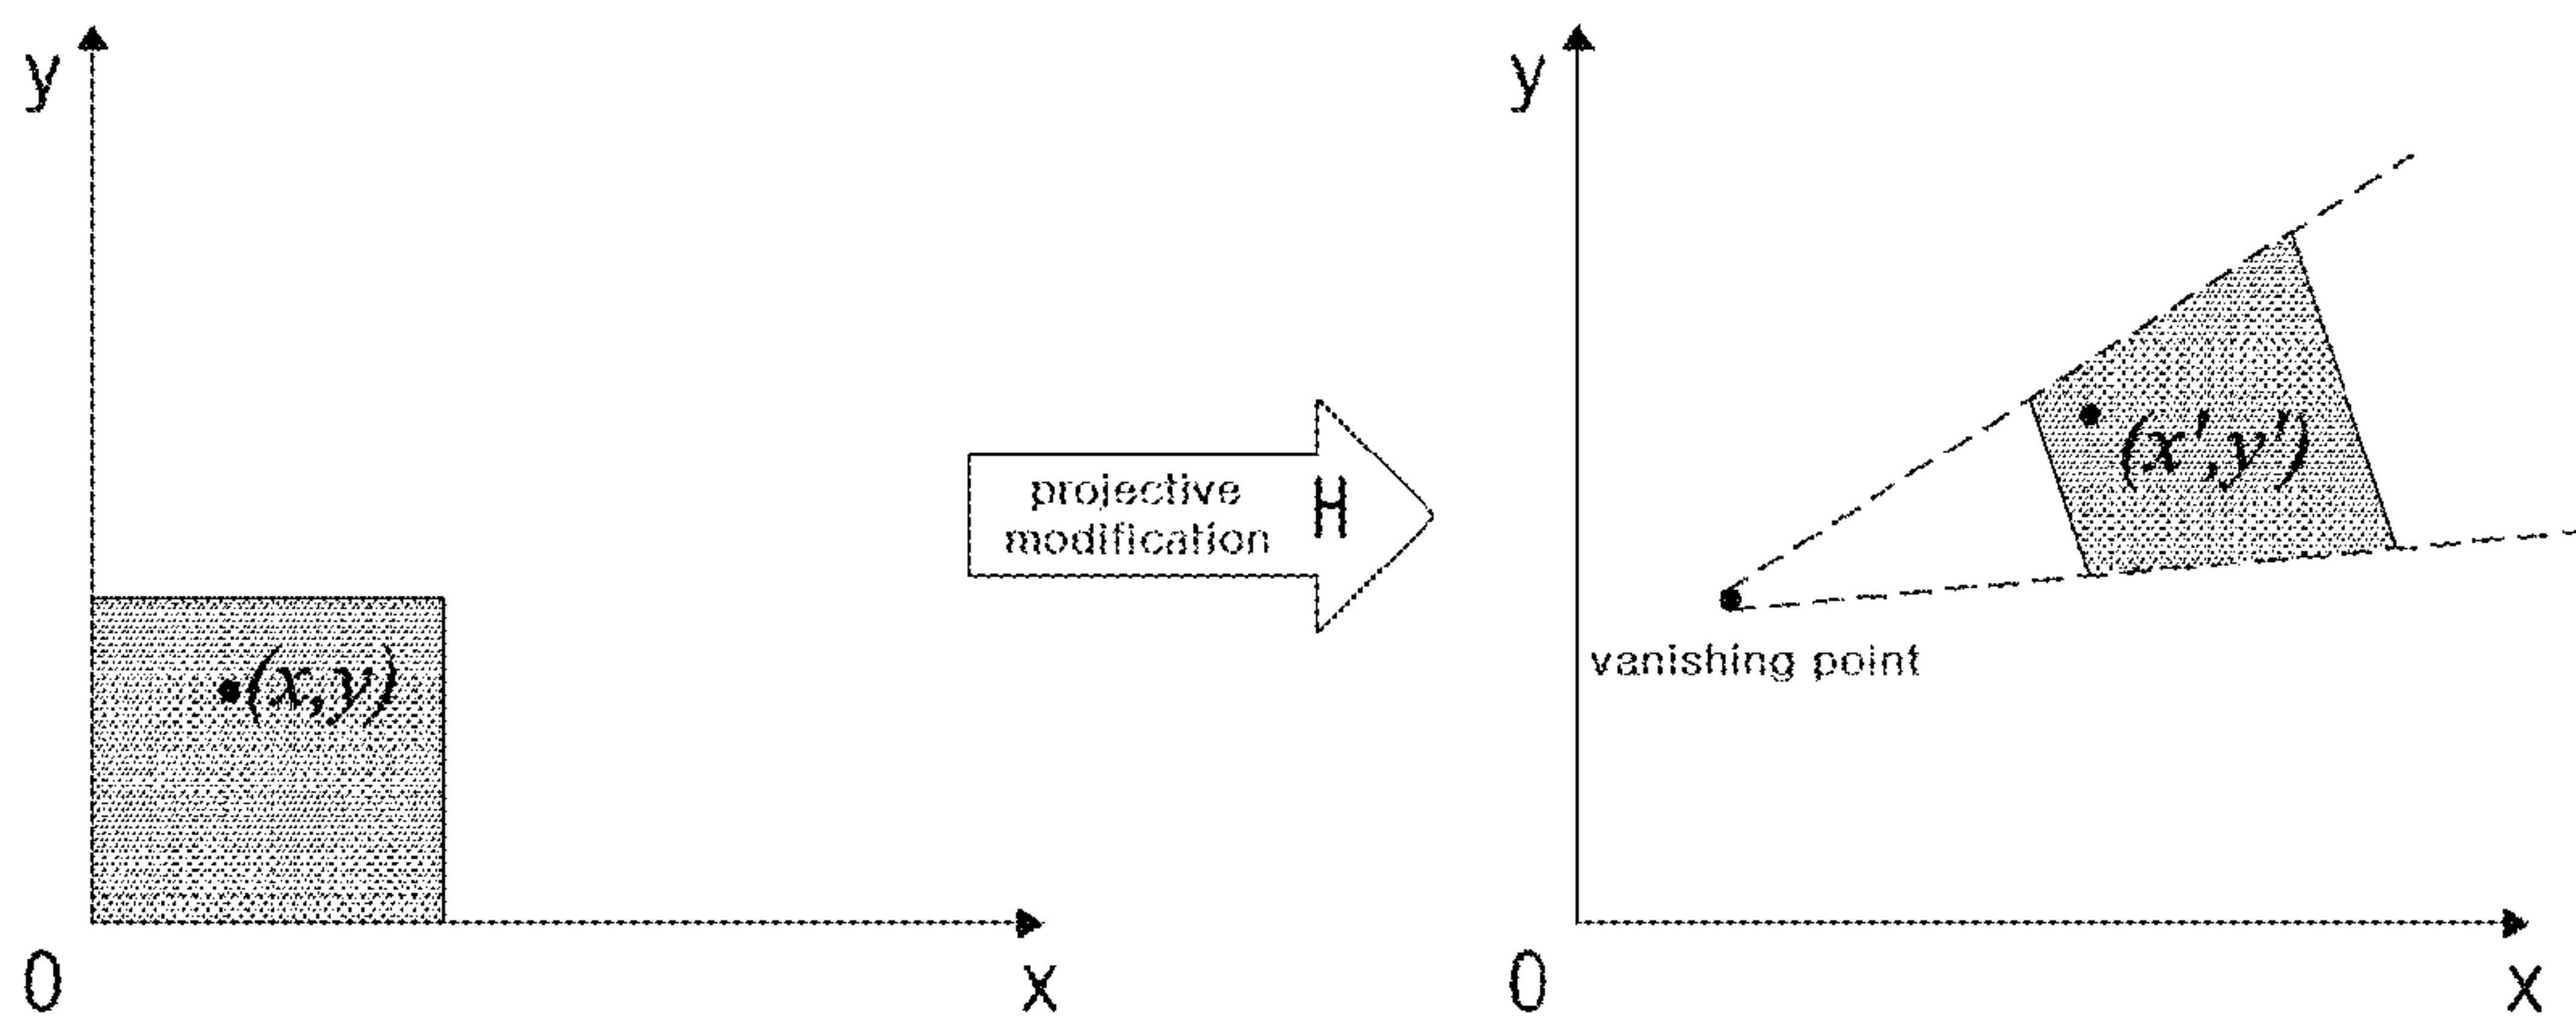 y
(x,y)
0
x
projective
modification
H
y
(x',y')
vanishing point
0
x